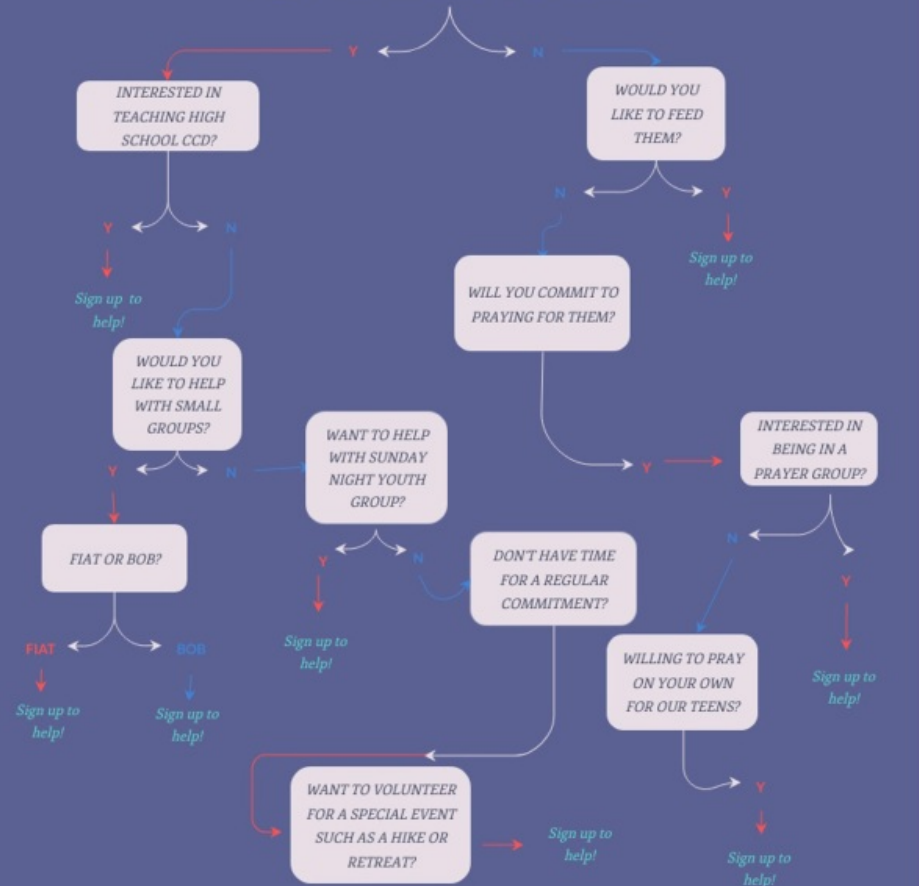 Y
N
INTERESTED IN
TEACHING HIGH
SCHOOL CCD?
WOULD YOU
LIKE TO FEED
THEM?
Y
N
N
Y
Sign up to
help!
Sign up to
help!
WILL YOU COMMIT TO
PRAYING FOR THEM?
WOULD YOU
LIKE TO HELP
WITH SMALL
GROUPS?
Y
N
WANT TO HELP
WITH SUNDAY
NIGHT YOUTH
GROUP?
Y
INTERESTED IN
BEING IN A
PRAYER GROUP?
FIAT OR BOB?
Y
N
DON'T HAVE TIME
FOR A REGULAR
COMMITMENT?
N
Y
FIAT
BOB
Sign up to
help!
Sign up to
help!
Sign up to
help!
WILLING TO PRAY
ON YOUR OWN
FOR OUR TEENS?
Sign up to
help!
WANT TO VOLUNTEER
FOR A SPECIAL EVENT
SUCH AS A HIKE OR
RETREAT?
Sign up to
help!
Y
Sign up to
help!